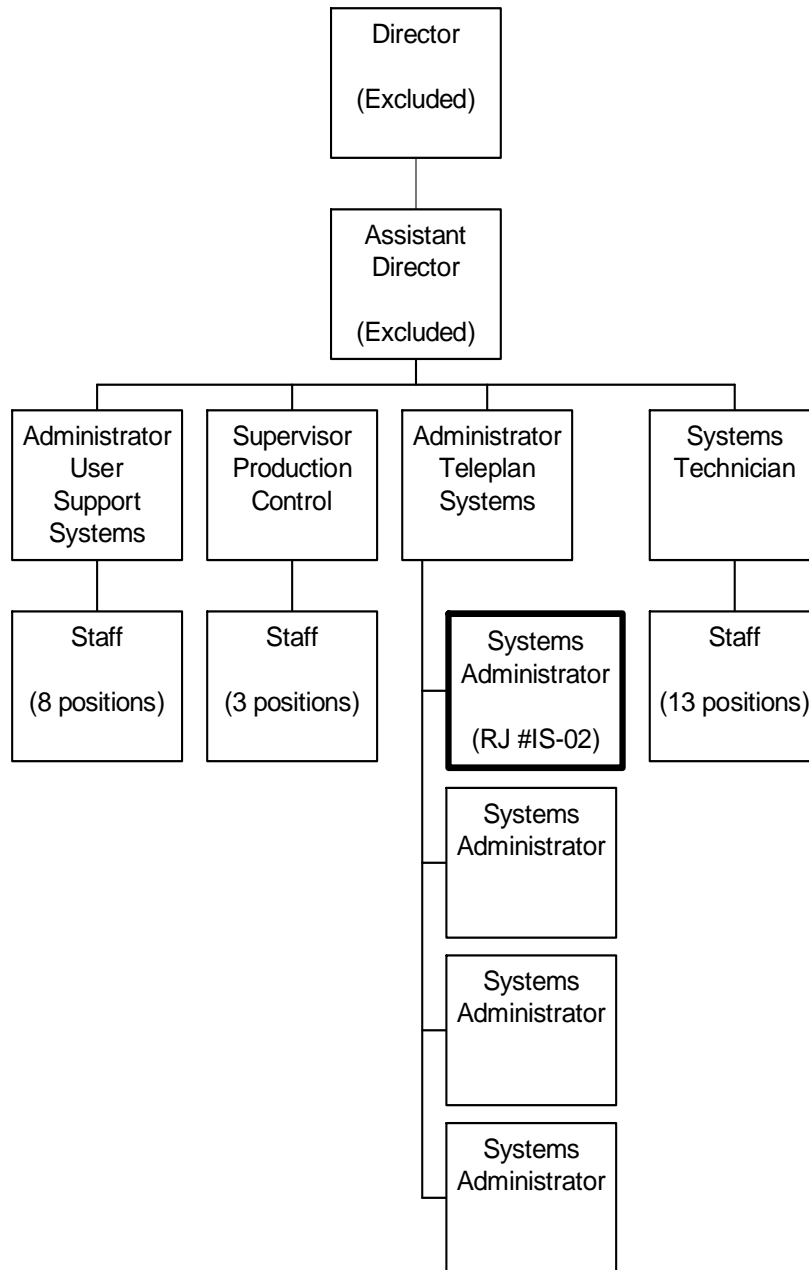 Director
(Excluded)
Assistant
Director
(Excluded)
Administrator
User
Support
Systems
Supervisor
Production
Control
Administrator
Teleplan
Systems
Systems
Technician
Staff
(8 positions)
Staff
(3 positions)
Systems
Administrator
(RJ #IS-02)
Staff
(13 positions)
Systems
Administrator
Systems
Administrator
Systems
Administrator